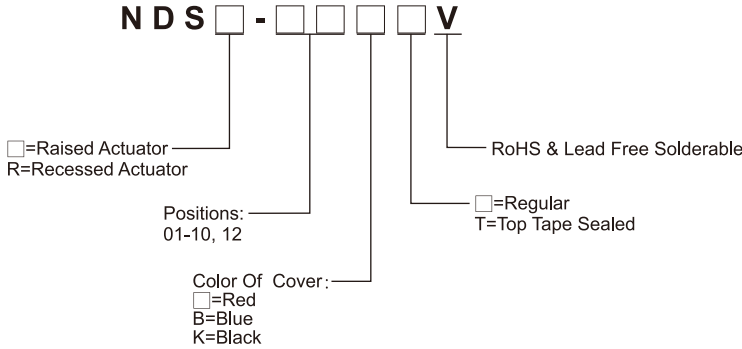 NDS□-□□□□V
□=Raised Actuator
R=Recessed Actuator
RoHS & Lead Free Solderable
Positions:
01-10, 12
□=Regular
T=Top Tape Sealed
Color Of Cover:
□=Red
B=Blue
K=Black